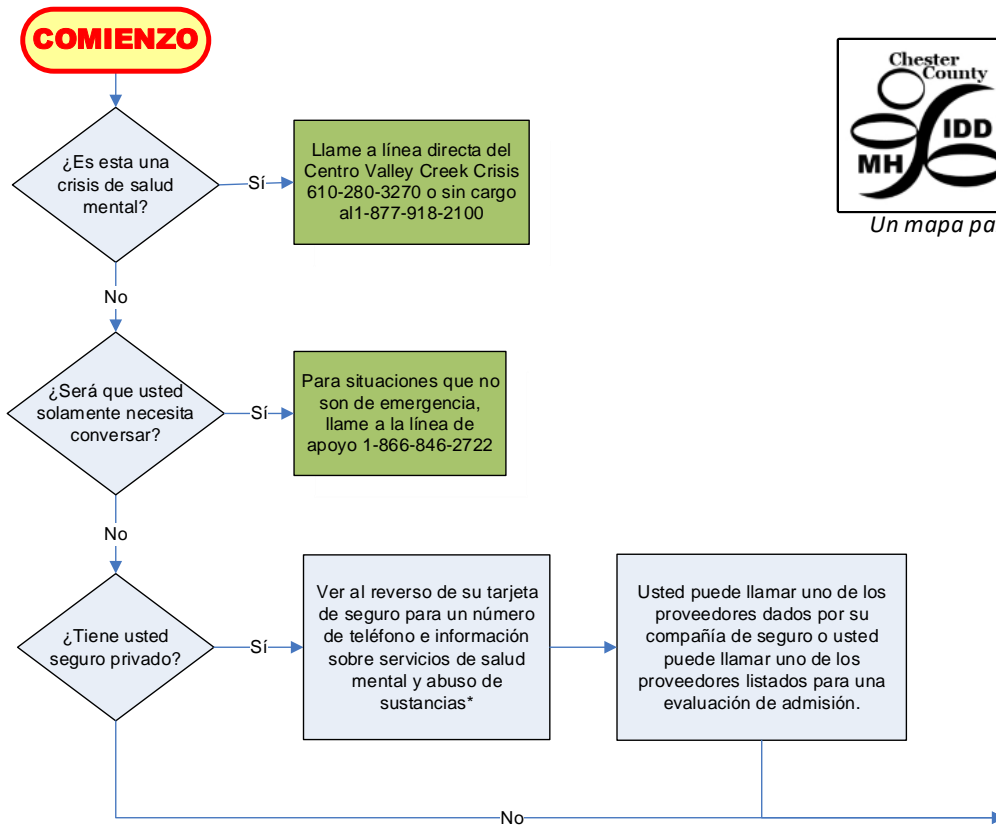 COMIENZO
¿Es esta una
crisis de salud
mental?
Sí
Llame a línea directa del
Centro Valley Creek Crisis
610-280-3270 o sin cargo
al1-877-918-2100
Chester
County
IDD
MH
Un mapa pa
No
¿Será que usted
solamente necesita
conversar?
Sí
Para situaciones que no
son de emergencia,
llame a la línea de
apoyo 1-866-846-2722
No
¿Tiene usted
seguro privado?
Sí
Ver al reverso de su tarjeta
de seguro para un número
de teléfono e información
sobre servicios de salud
mental y abuso de
sustancias*
Usted puede llamar uno de los
proveedores dados por su
compañía de seguro o usted
puede llamar uno de los
proveedores listados para una
evaluación de admisión.
No